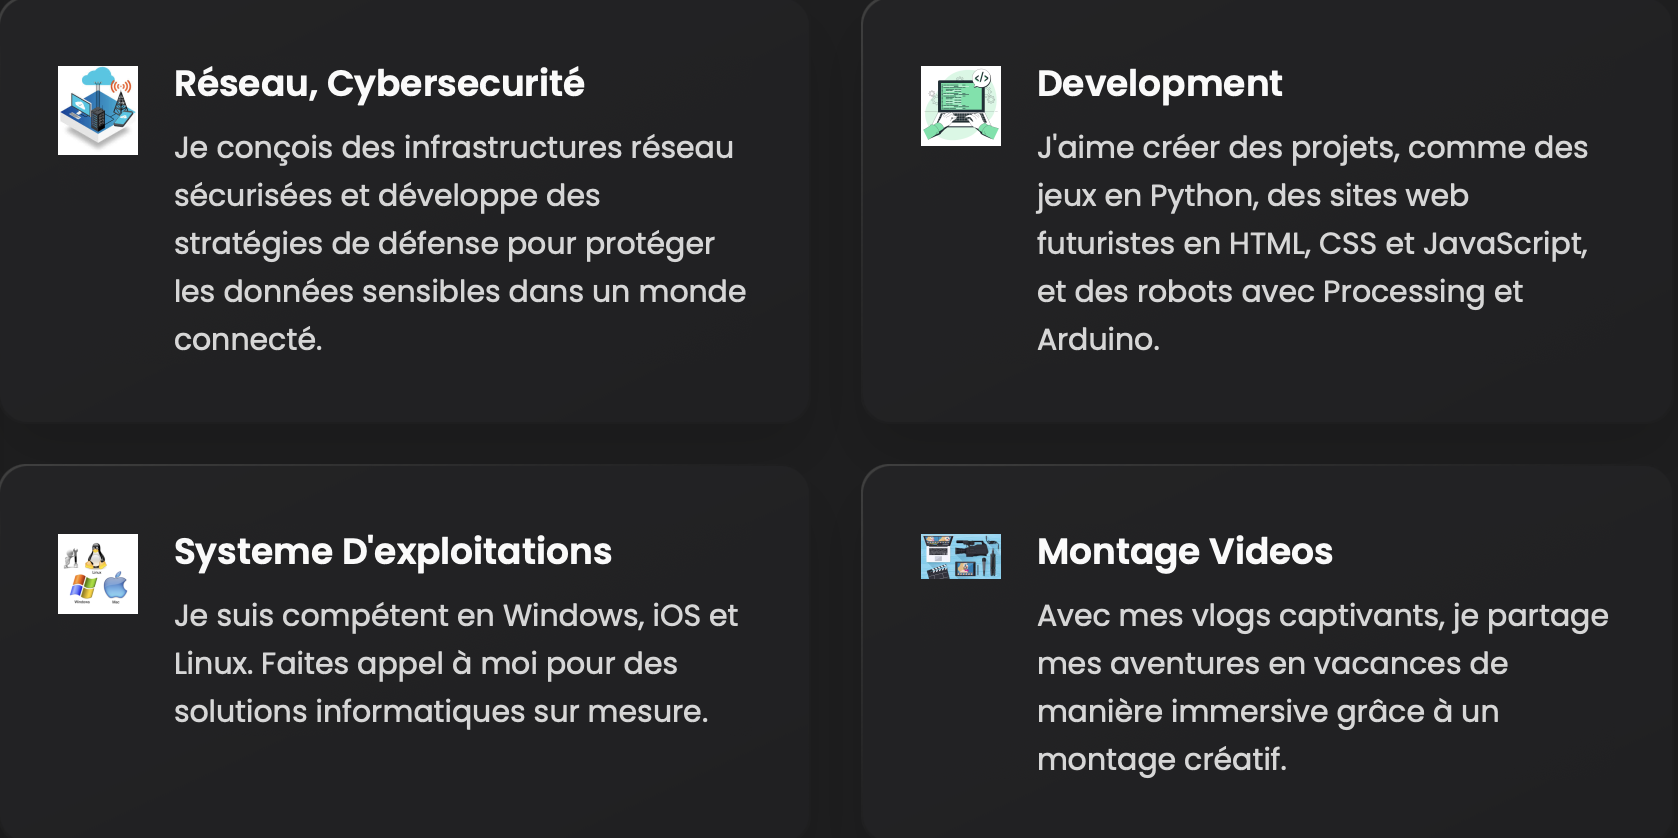 Réseau, Cybersecurité
Je conçois des infrastructures réseau
sécurisées et développe des
stratégies de défense pour protéger
les données sensibles dans un monde
connecté.
</>
Development
J'aime créer des projets, comme des
jeux en Python, des sites web
futuristes en HTML, CSS et JavaScript,
et des robots avec Processing et
Arduino.
Linux
Windows
Mac
Systeme D'exploitations
Je suis compétent en Windows, iOS et
Linux. Faites appel à moi pour des
solutions informatiques sur mesure.
Montage Videos
Avec mes vlogs captivants, je partage
mes aventures en vacances de
manière immersive grâce à un
montage créatif.